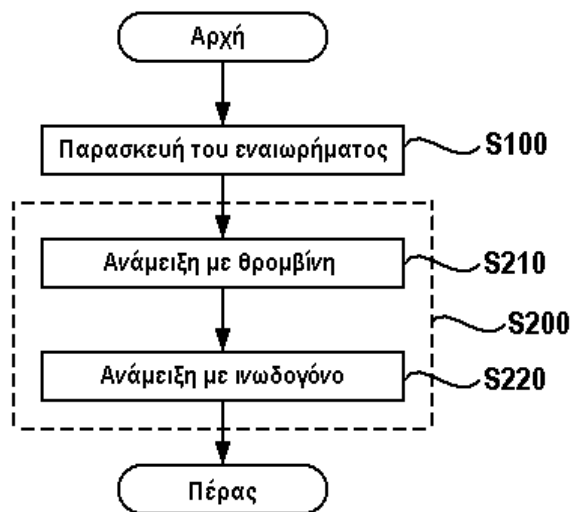 Αρχή
Παρασκευή του εναιωρήματος S100
Ανάμειξη με θρομβίνη S210
S200
Ανάμειξη με ινωδογόνο S220
Πέρας